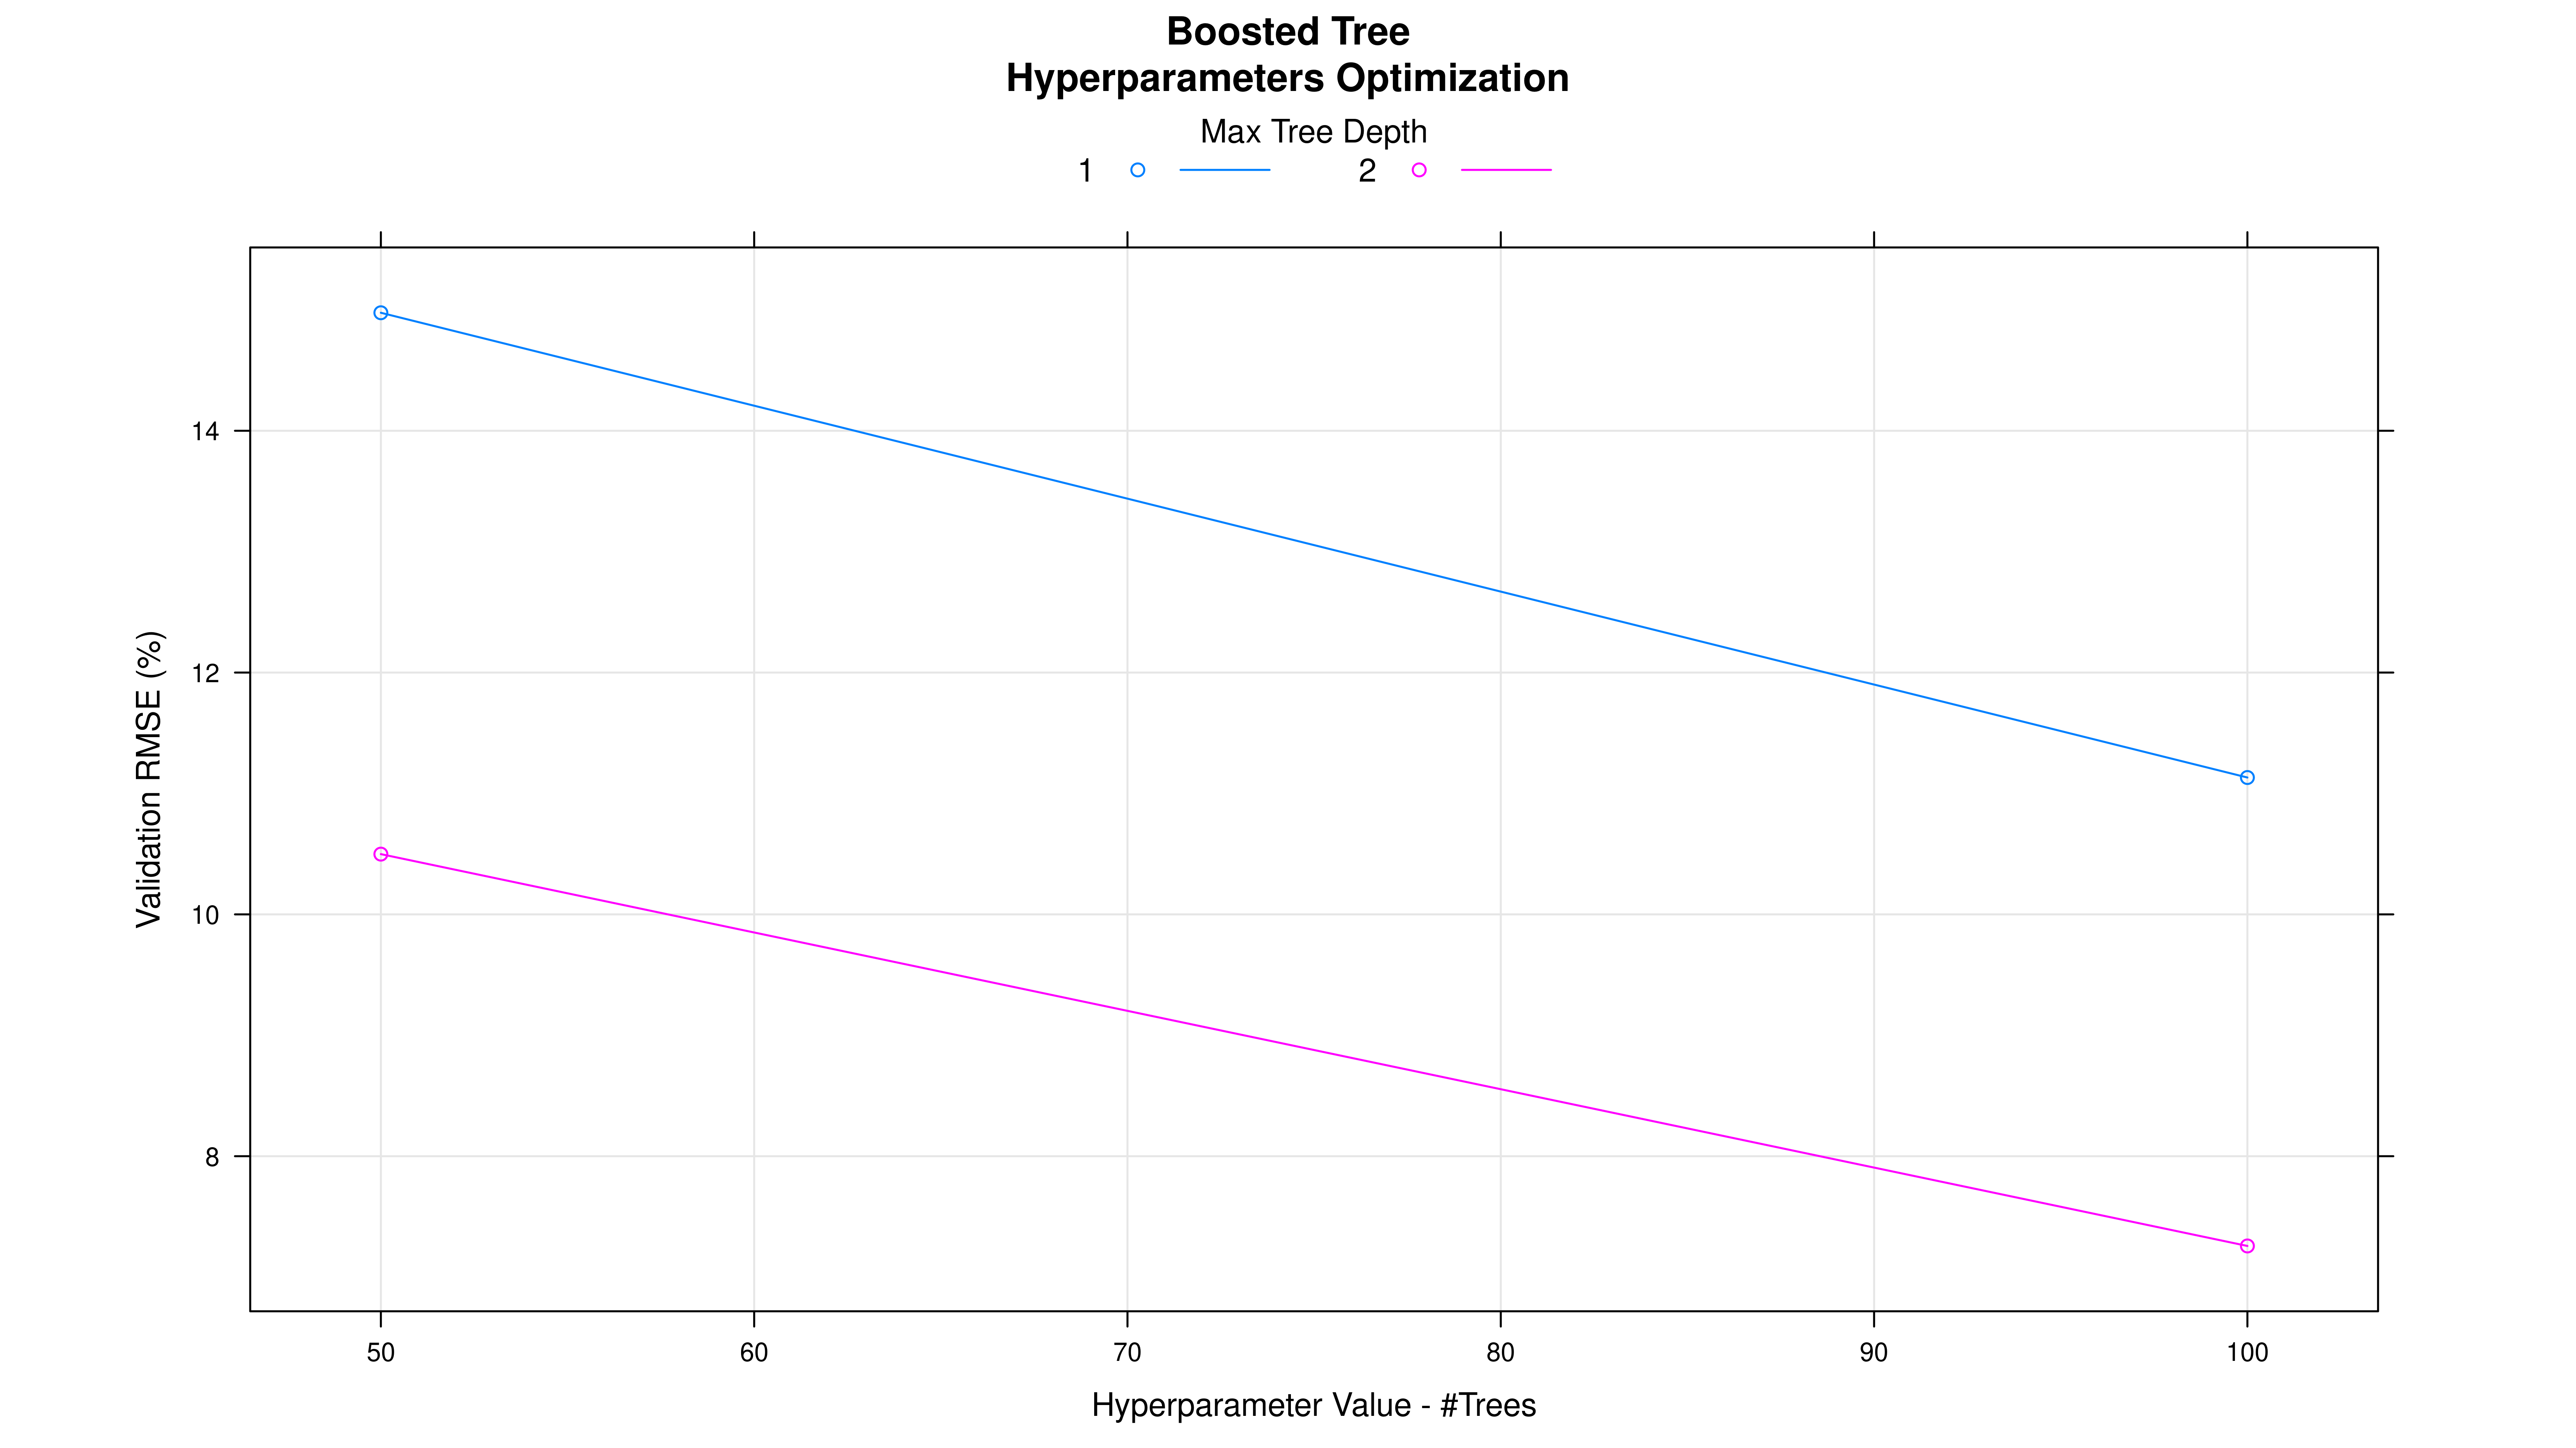 Boosted Tree
Hyperparameters Optimization
Max Tree Depth
1 2
14
12
10
8
Validation RMSE (%)
50 60 70 80 90 100
Hyperparameter Value - #Trees